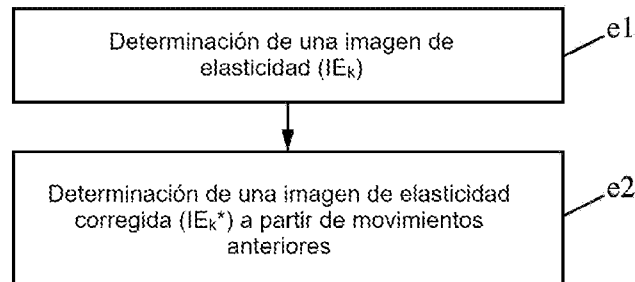 Determinación de una imagen de
elasticidad (IEk)
e1
Determinación de una imagen de elasticidad
corregida (IEk*) a partir de movimientos
anteriores
e2